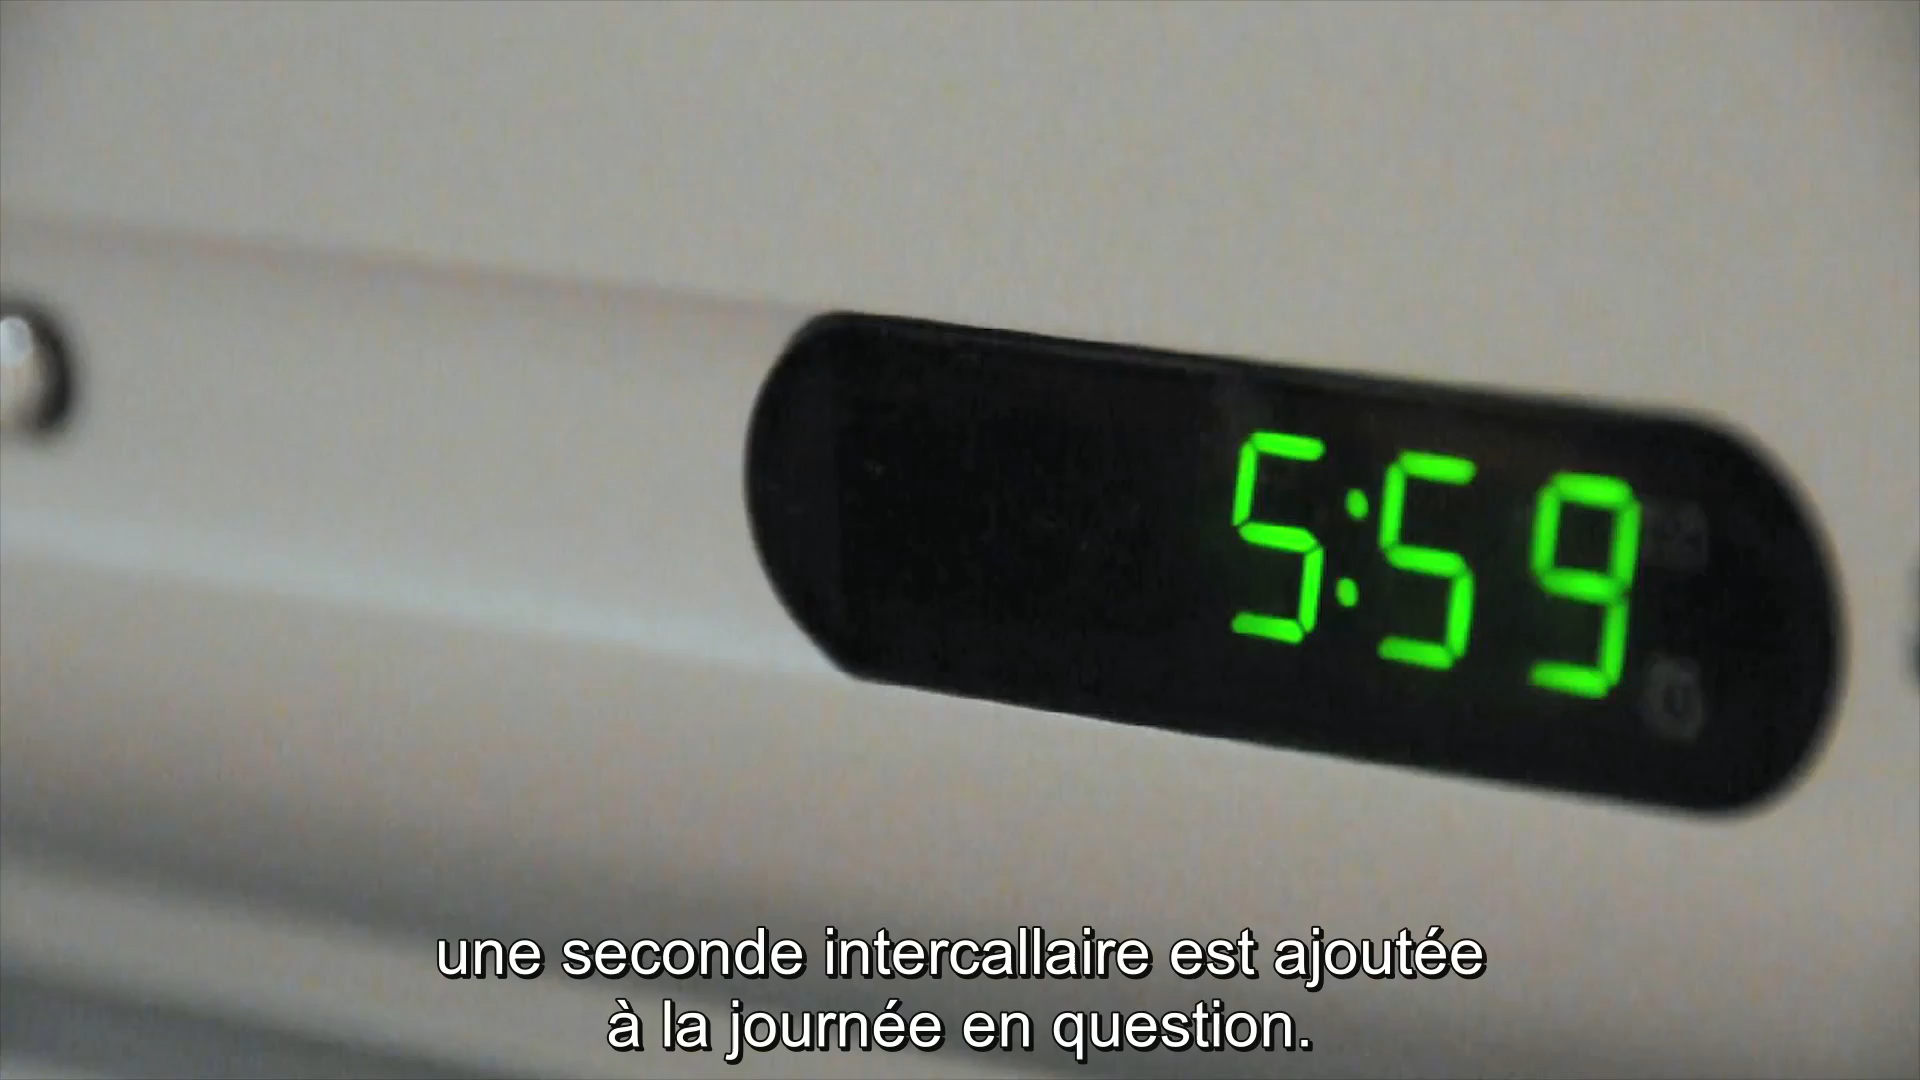 5:59
une seconde intercallaire est ajoutée
à la journée en question.